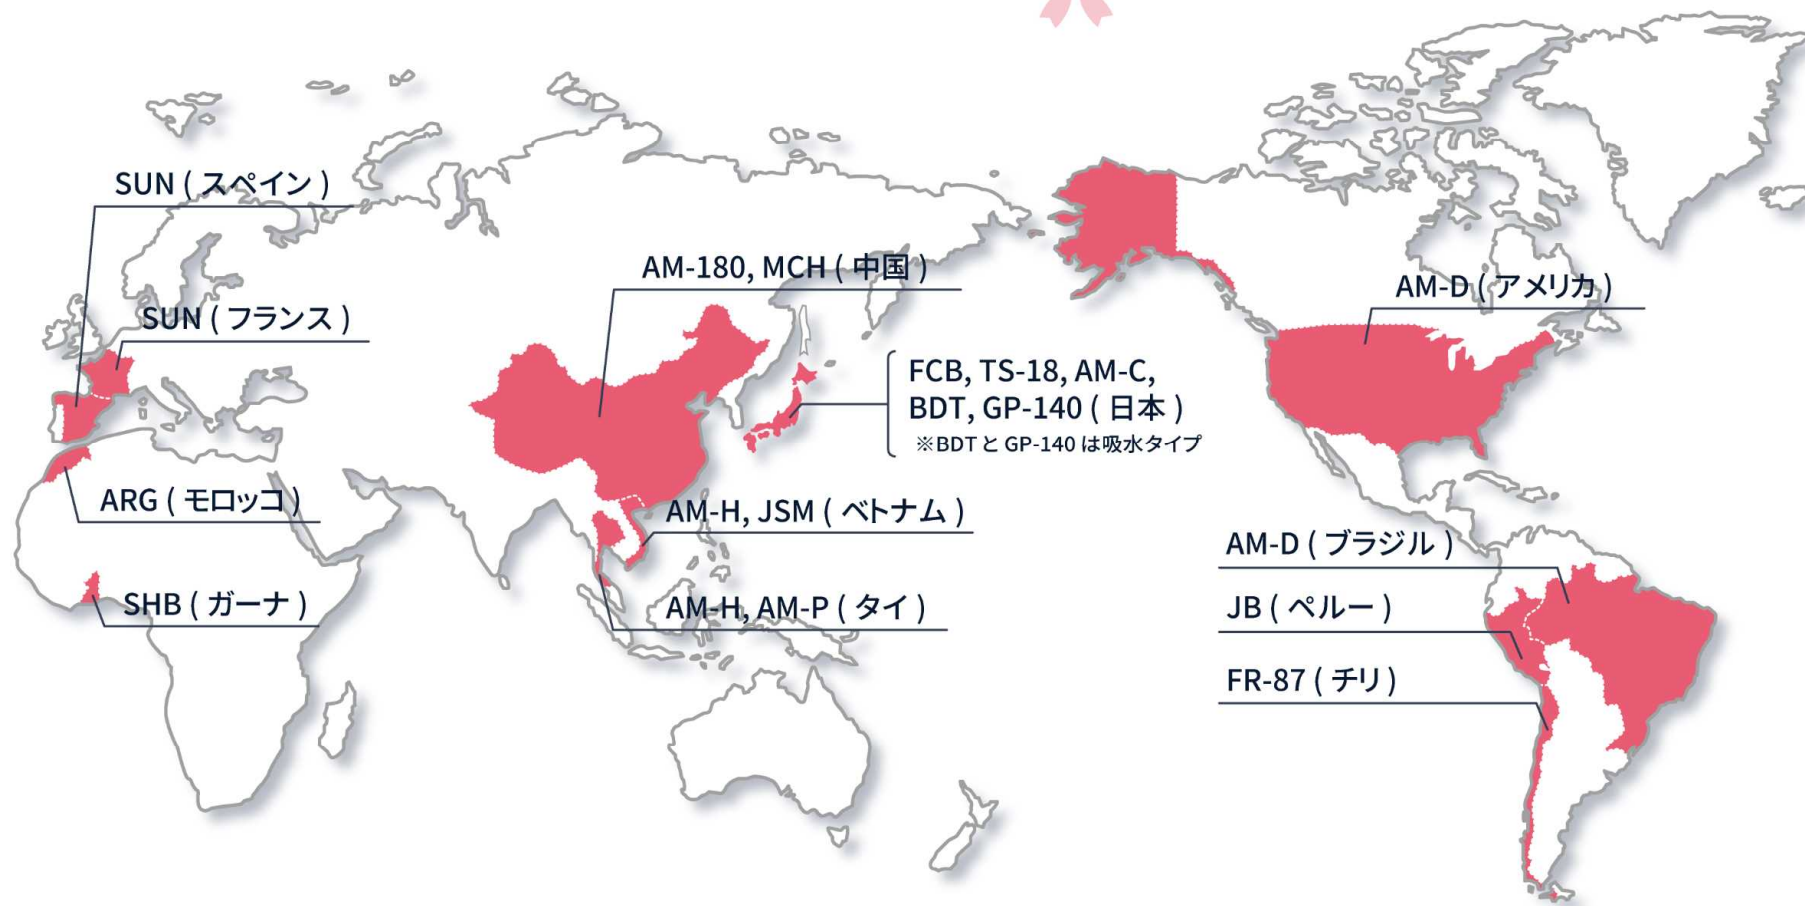 SUN ( スペイン )
SUN ( フランス )
ARG ( モロッコ )
SHB ( ガーナ )
AM-180, MCH ( 中国 )
FCB, TS-18, AM-C,
BDT, GP-140 ( 日本 )
※BDT と GP-140 は吸水タイプ
AM-H, JSM ( ベトナム )
AM-H, AM-P ( タイ )
AM-D ( アメリカ )
AM-D ( ブラジル )
JB ( ペルー )
FR-87 ( チリ )